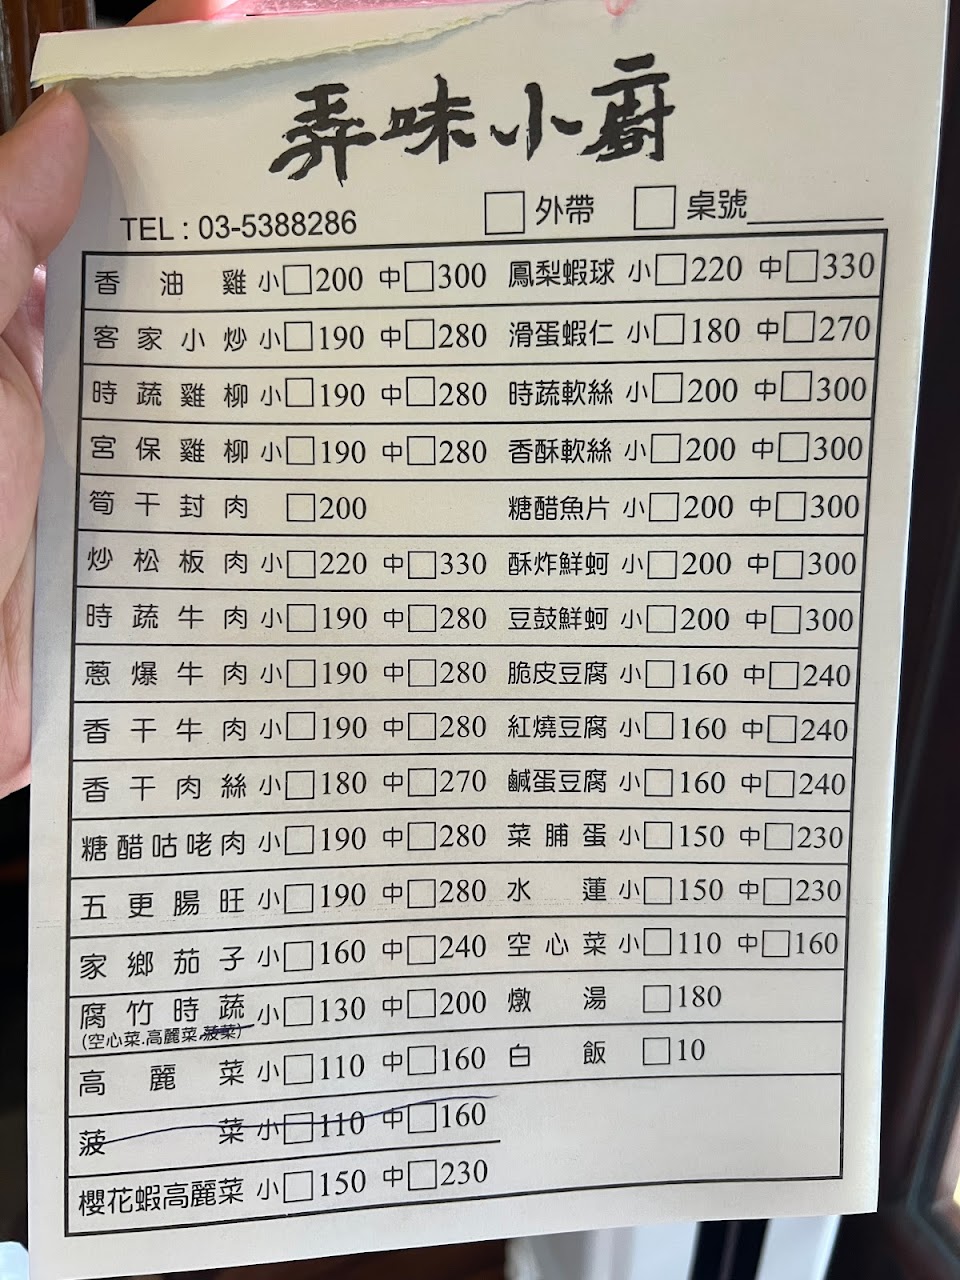 弄味小廚
TEL : 03-5388286 □外帶 □桌號
香油雞 小□200 中□300 鳳梨蝦球 小□220 中□330
客家小炒 小□190 中□280 滑蛋蝦仁 小□180 中□270
時蔬雞柳 小□190 中□280 時蔬軟絲 小□200 中□300
宮保雞柳 小□190 中□280 香酥軟絲 小□200 中□300
筍干封肉 □200 糖醋魚片 小□200 中□300
炒松板肉 小□220 中□330 酥炸鮮蚵 小□200 中□300
時蔬牛肉 小□190 中□280 豆鼓鮮蚵 小□200 中□300
蔥爆牛肉 小□190 中□280 脆皮豆腐 小□160 中□240
香干牛肉 小□190 中□280 紅燒豆腐 小□160 中□240
香干肉絲 小□180 中□270 鹹蛋豆腐 小□160 中□240
糖醋咕咾肉 小□190 中□280 菜脯蛋 小□150 中□230
五更腸旺 小□190 中□280 水蓮 小□150 中□230
家鄉茄子 小□160 中□240 空心菜 小□110 中□160
腐竹時蔬 小□130 中□200 燉湯 □180
(空心菜.高麗菜.菠菜)
高麗菜 小□110 中□160 白飯 □10
菠菜 小□110 中□160
櫻花蝦高麗菜 小□150 中□230